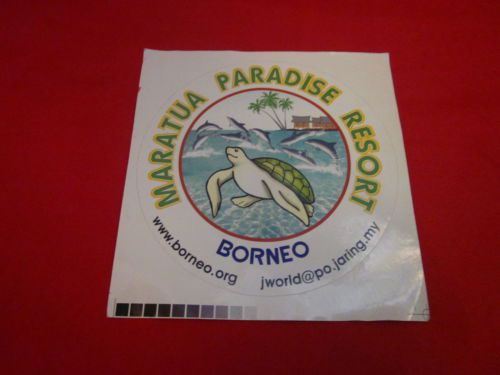 MARATUA PARADISE RESORT
BORNEO
www.borneo.org
jworld@po.jaring.my